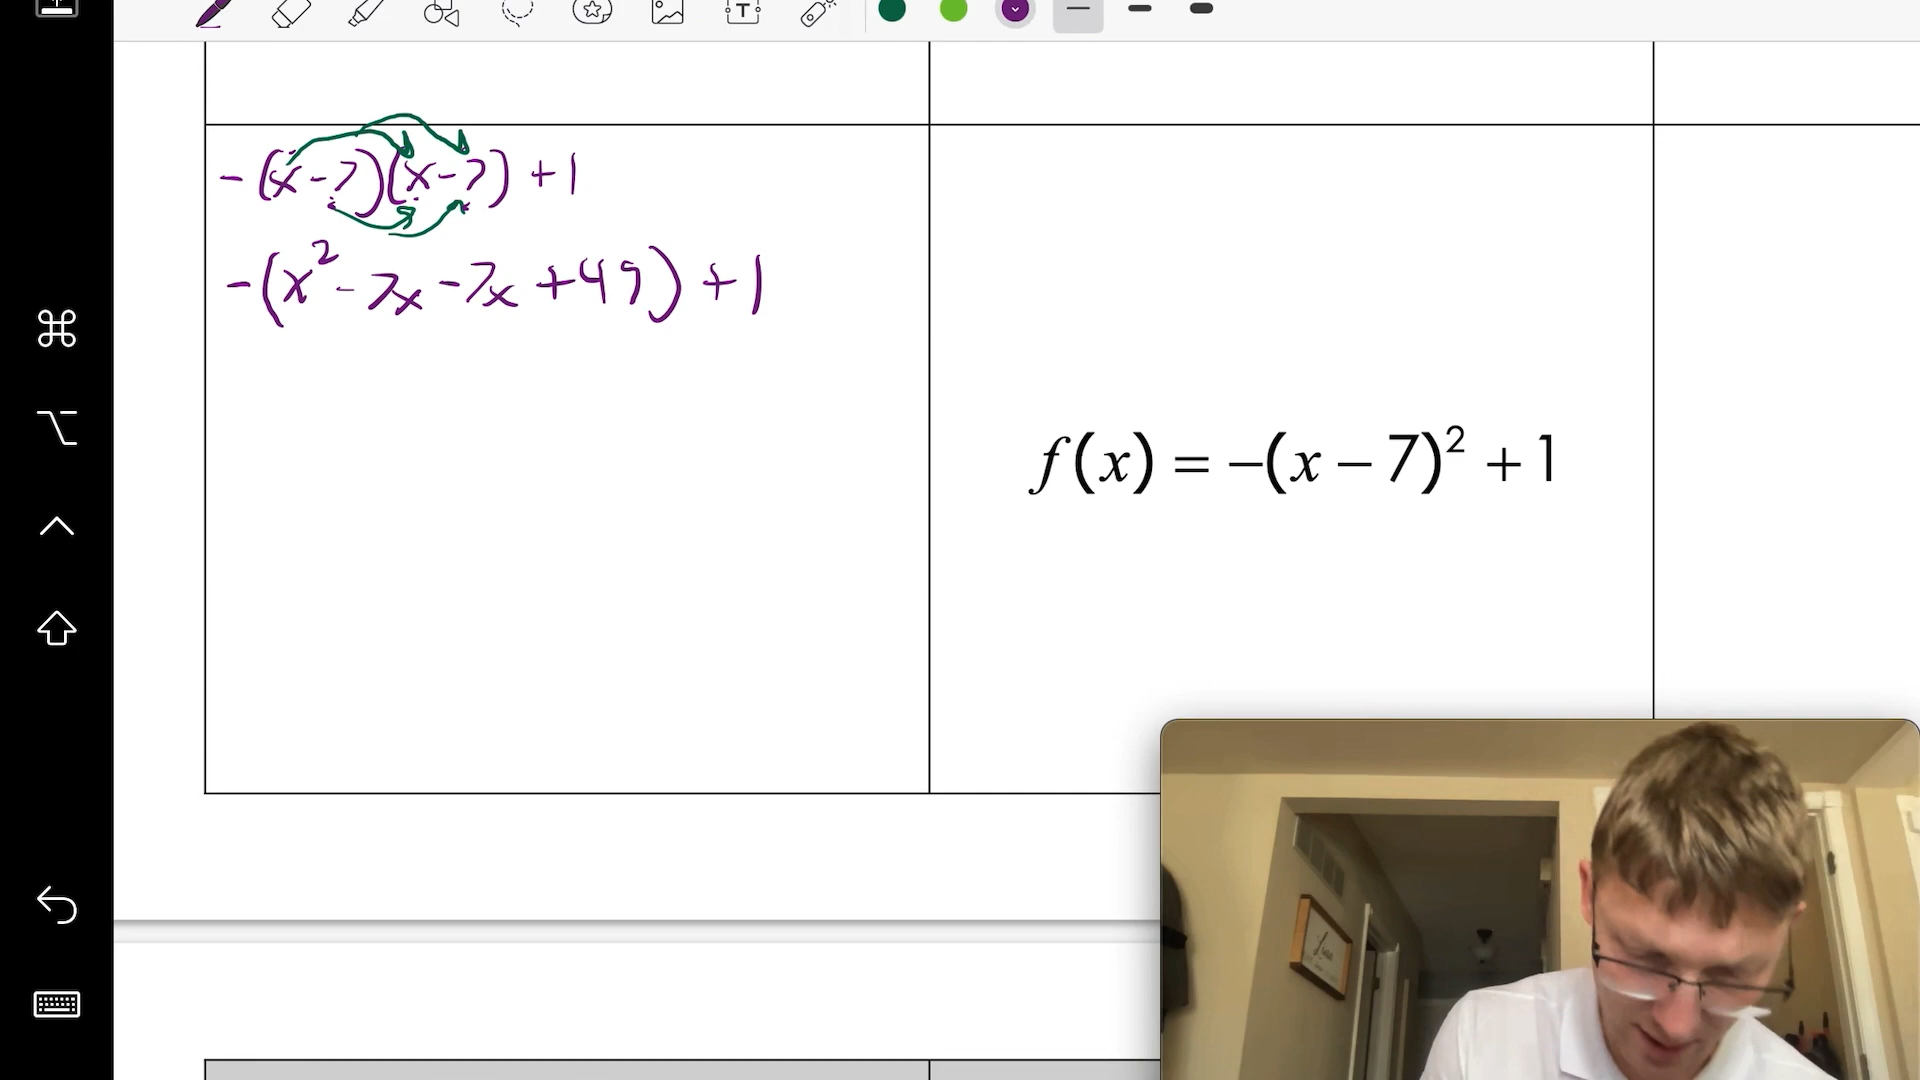 -(x-7)(x-7)+1
-(x²-7x-7x+49)+1
f(x) = -(x - 7)² + 1
T